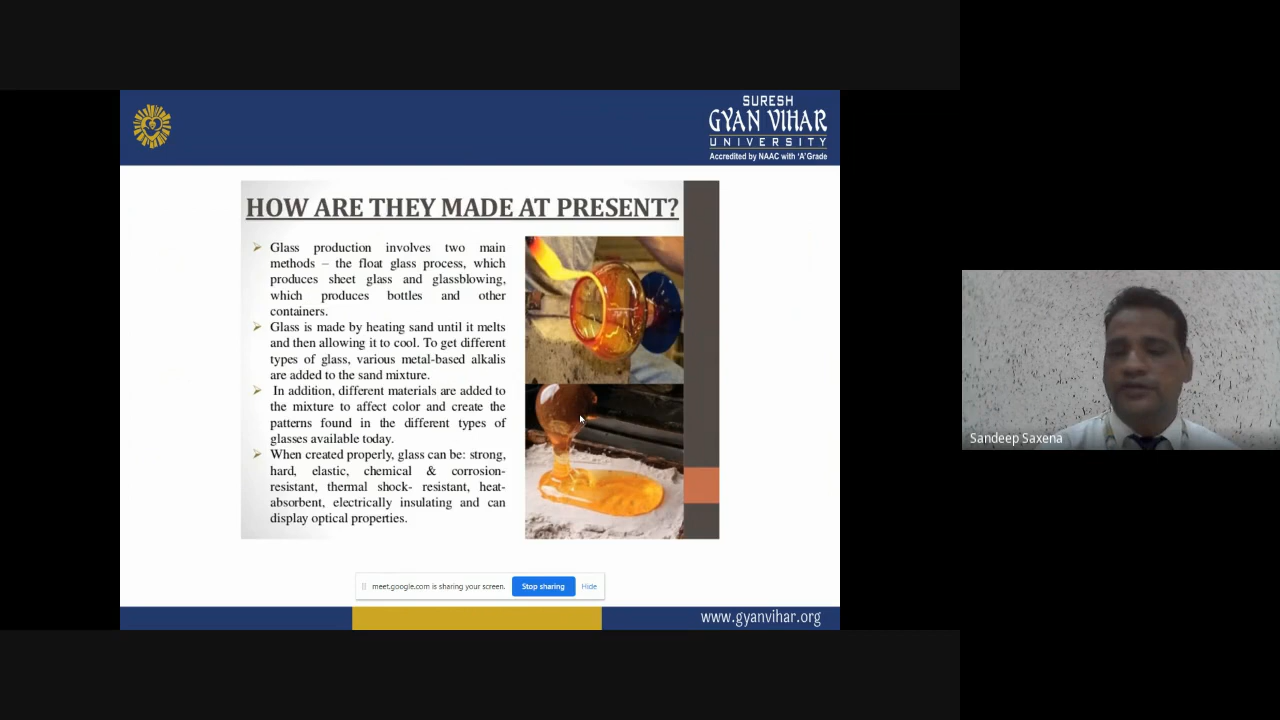 SURESH
GYAN VIHAR
UNIVERSITY
Accredited by NAAC with 'A' Grade
HOW ARE THEY MADE AT PRESENT?
Glass production involves two main
methods – the float glass process, which
produces sheet glass and glassblowing,
which produces bottles and other
containers.
Glass is made by heating sand until it melts
and then allowing it to cool. To get different
types of glass, various metal-based alkalis
are added to the sand mixture.
In addition, different materials are added to
the mixture to affect color and create the
patterns found in the different types of
glasses available today.
When created properly, glass can be: strong,
hard, elastic, chemical & corrosion-
resistant, thermal shock- resistant, heat-
absorbent, electrically insulating and can
display optical properties.
meet.google.com is sharing your screen. Stop sharing Hide
www.gyanvihar.org
Sandeep Saxena